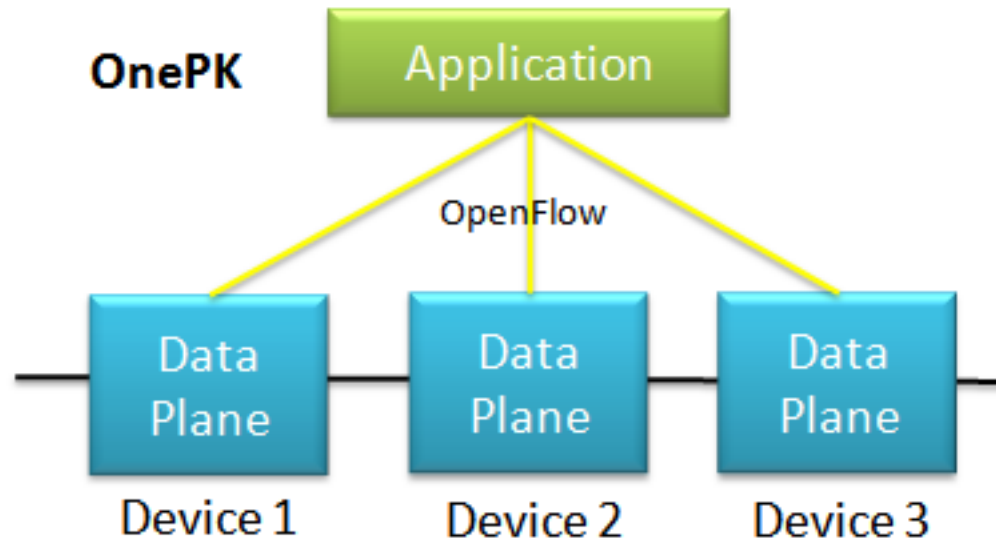 OnePK
Application
OpenFlow
Data
Plane
Data
Plane
Data
Plane
Device 1
Device 2
Device 3